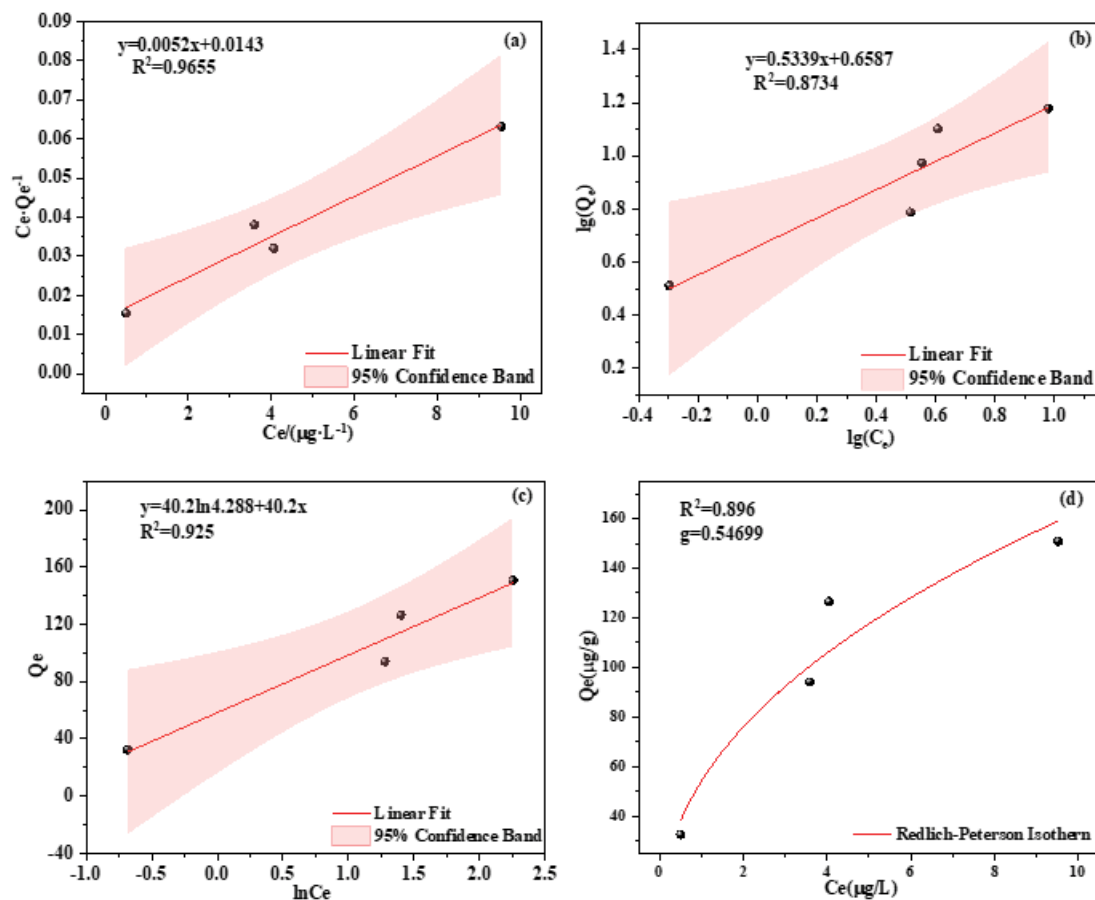 (a)
y=0.0052x+0.0143
R²=0.9655
0.09
0.08
0.07
0.06
0.05
0.04
0.03
0.02
0.01
0.00
Ce·Qe⁻¹
Linear Fit
95% Confidence Band
0 2 4 6 8 10
Ce/(μg·L⁻¹)
(b)
y=0.5339x+0.6587
R²=0.8734
1.4
1.2
1.0
0.8
0.6
0.4
0.2
lg(Qₑ)
Linear Fit
95% Confidence Band
-0.4 -0.2 0.0 0.2 0.4 0.6 0.8 1.0
lg(Cₑ)
(c)
y=40.2ln4.288+40.2x
R²=0.925
220
160
120
80
40
0
-40
Qe
Linear Fit
95% Confidence Band
-1.0 -0.5 0.0 0.5 1.0 1.5 2.0 2.5
lnCe
(d)
R²=0.896
g=0.54699
160
140
120
100
80
60
40
Qe(μg/g)
Redlich-Peterson Isothern
0 2 4 6 8 10
Ce(μg/L)